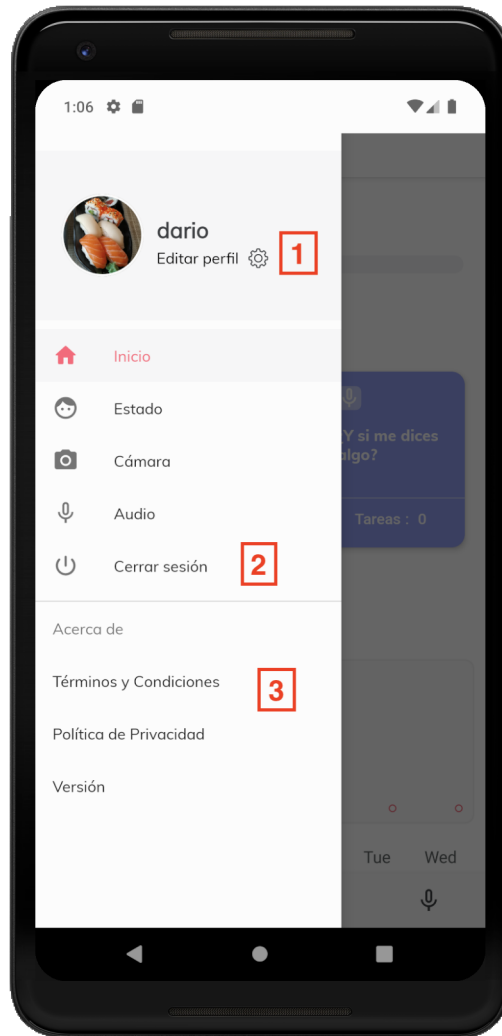 1:06
dario
Editar perfil
1
Inicio
Estado
Cámara
Audio
Cerrar sesión
2
Acerca de
Términos y Condiciones
3
Política de Privacidad
Versión
Y si me dices
algo?
Tareas : 0
Tue Wed